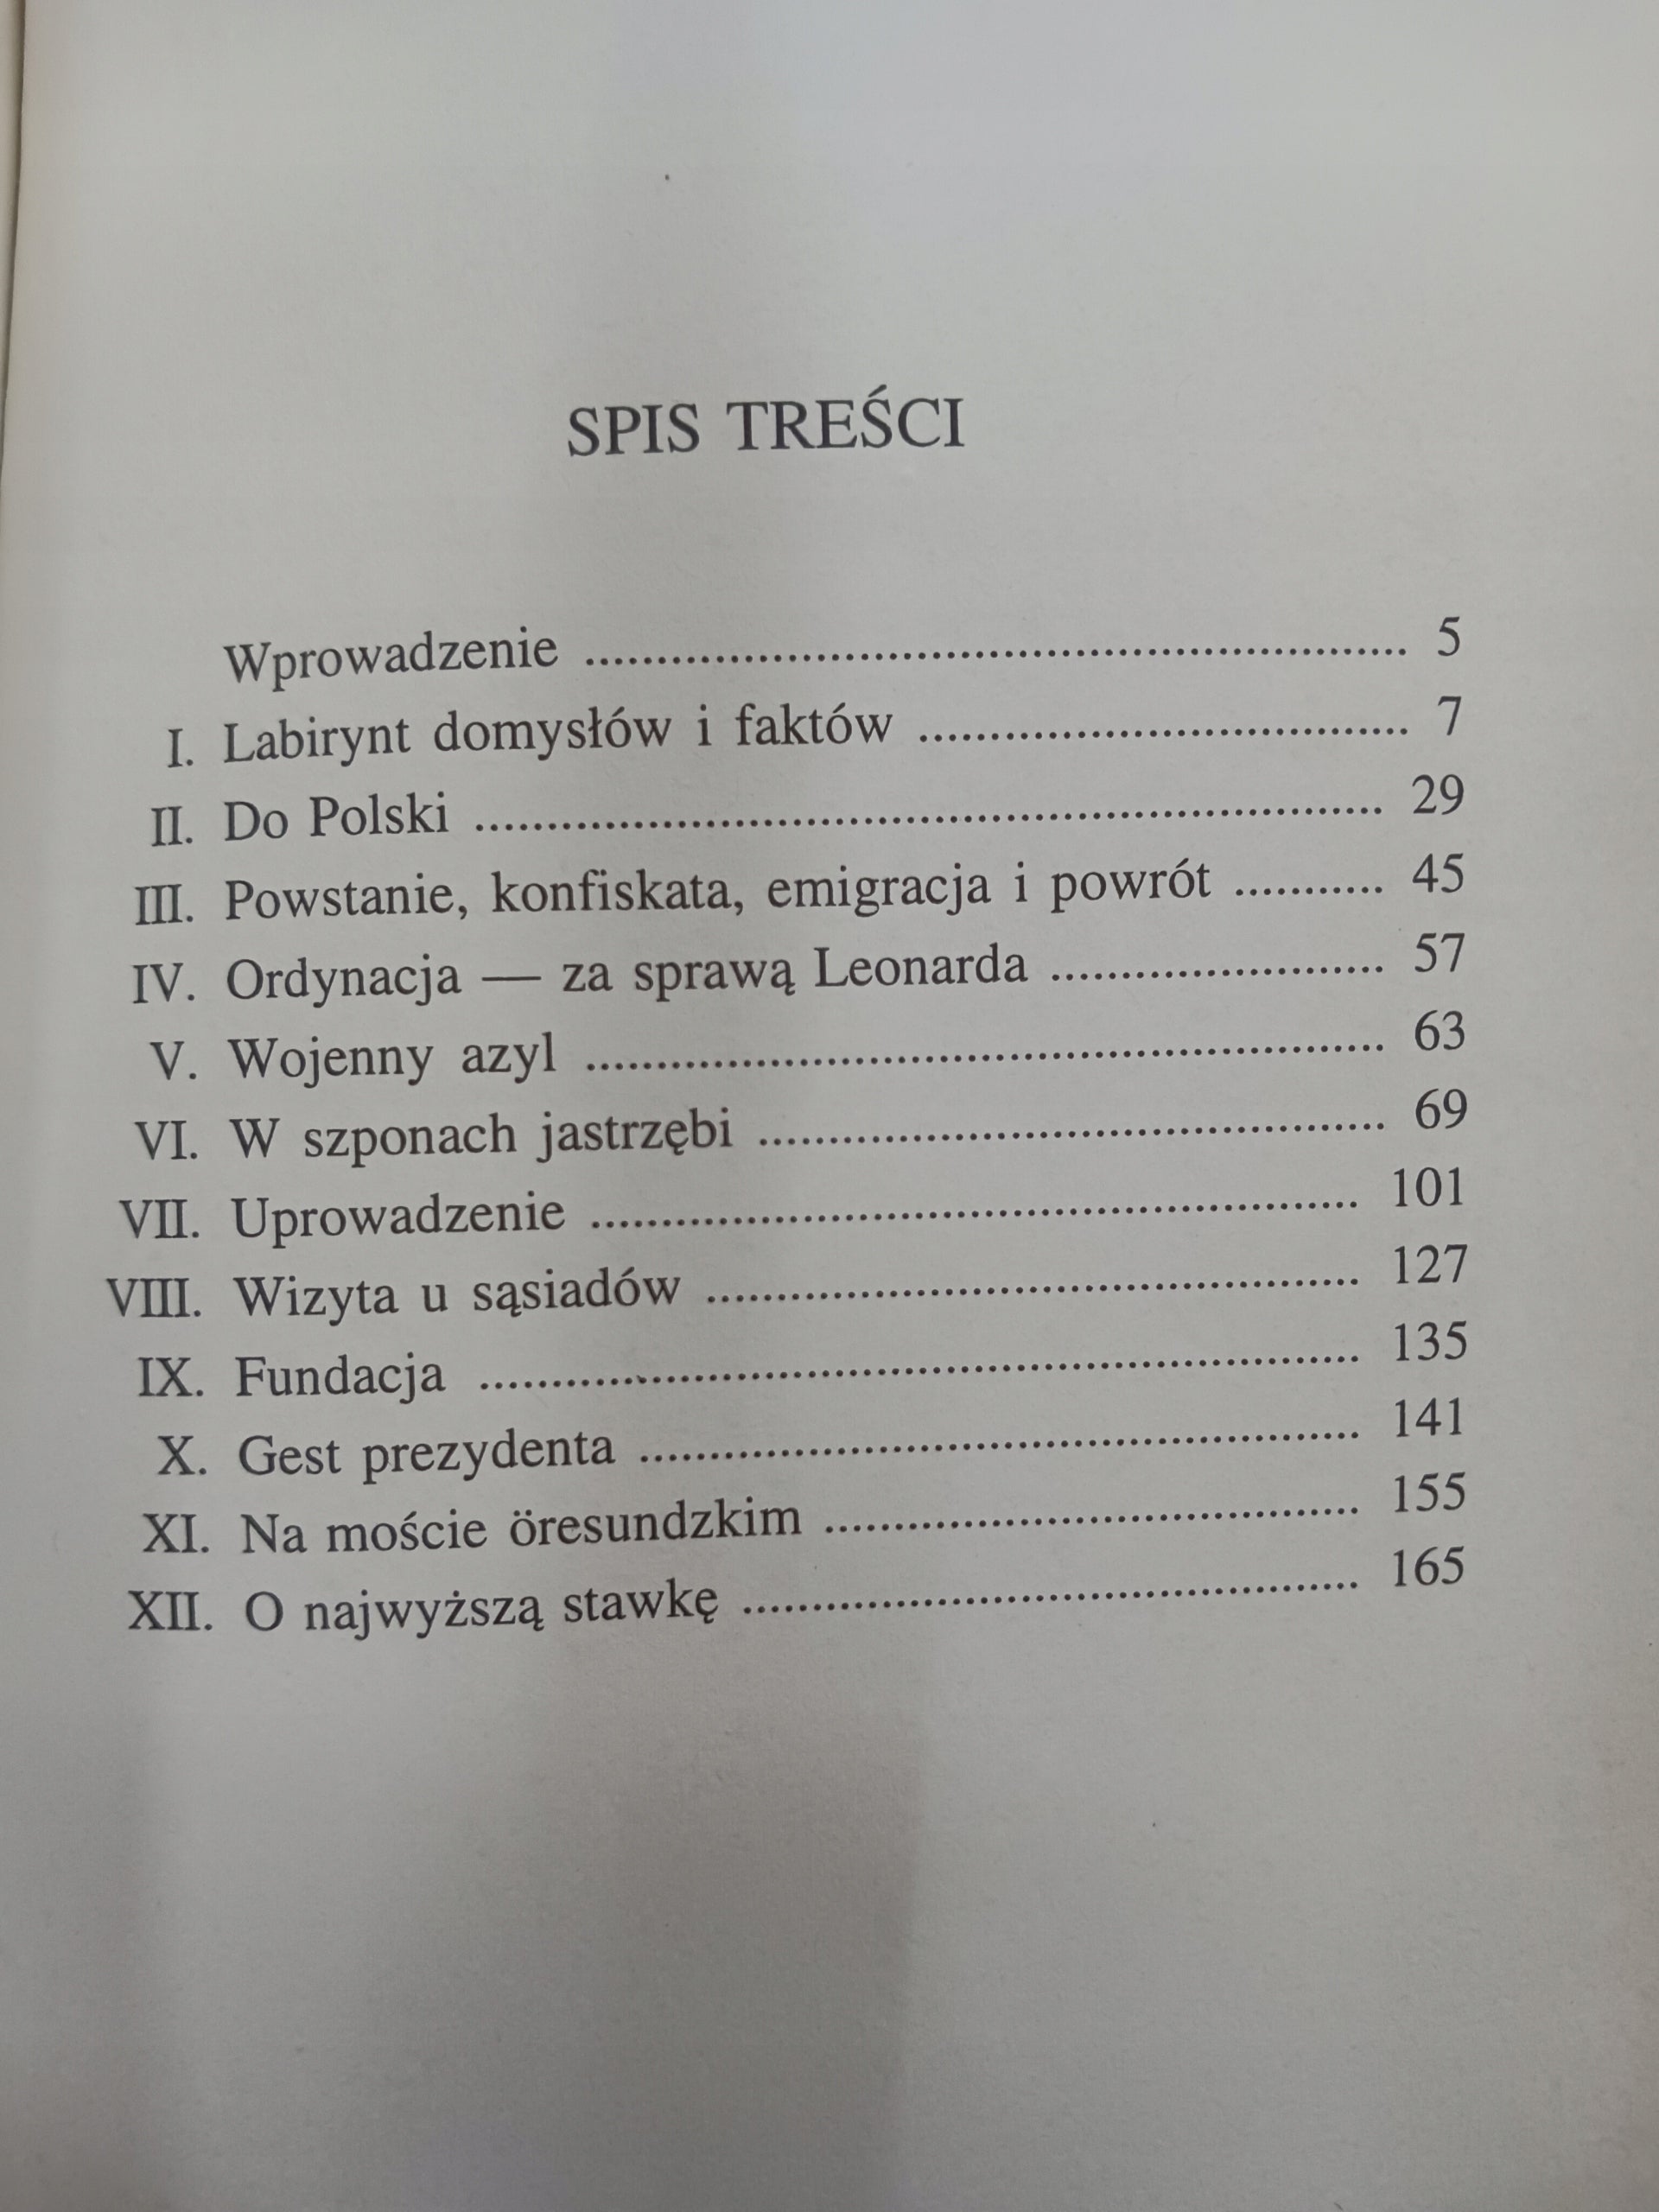 SPIS TREŚCI
Wprowadzenie ........................................................ 5
I. Labirynt domysłów i faktów ................................. 7
II. Do Polski .............................................................. 29
III. Powstanie, konfiskata, emigracja i powrót ........... 45
IV. Ordynacja — za sprawą Leonarda ....................... 57
V. Wojenny azyl ....................................................... 63
VI. W szponach jastrzębi ........................................... 69
VII. Uprowadzenie ..................................................... 101
VIII. Wizyta u sąsiadów ............................................. 127
IX. Fundacja ............................................................. 135
X. Gest prezydenta .................................................. 141
XI. Na moście öresundzkim ..................................... 155
XII. O najwyższą stawkę ........................................... 165